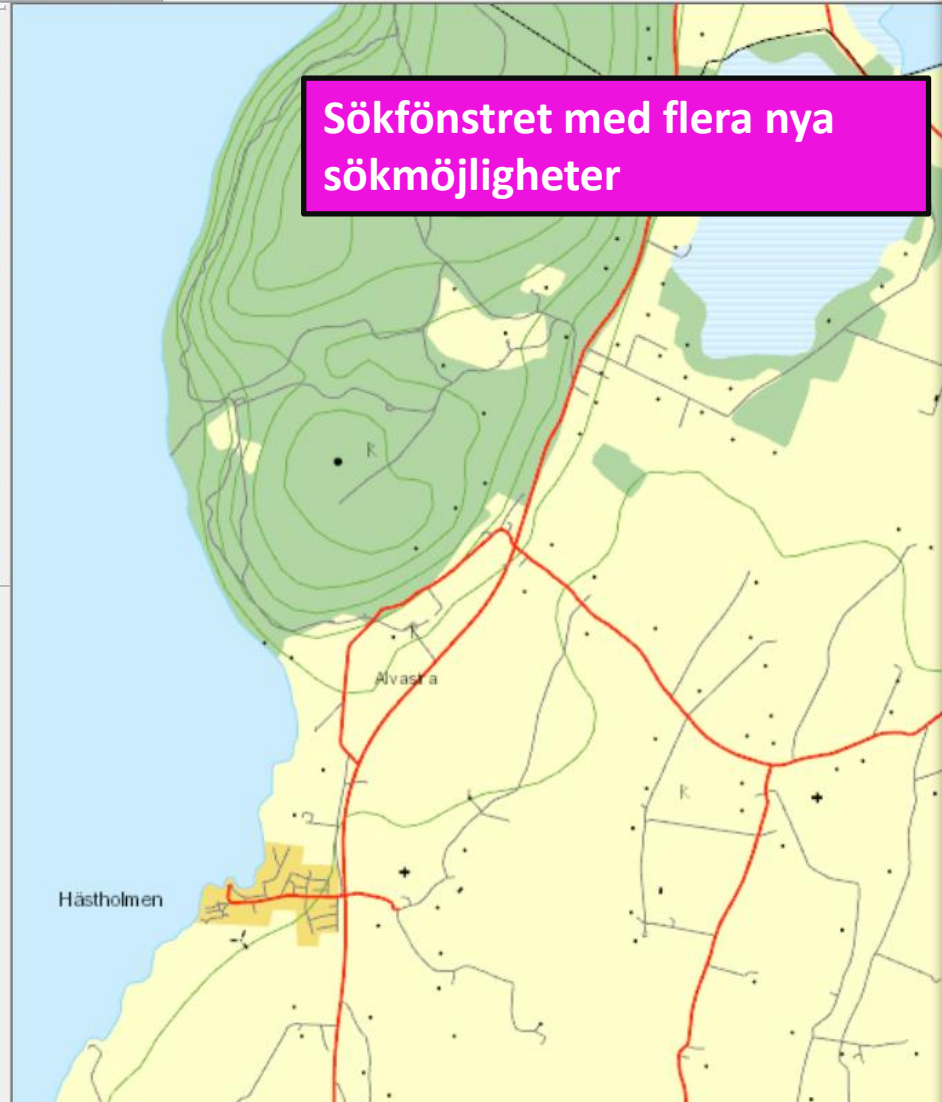 Sökfönstret med flera nya
sökmöjligheter
R
R
Alvastra
R
Hästholmen